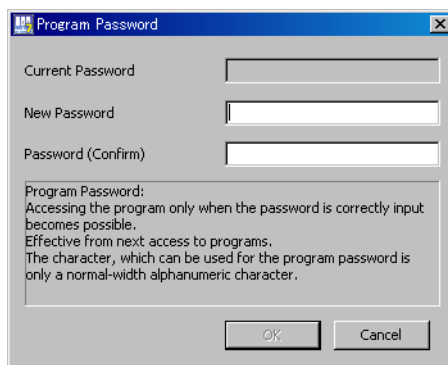 Program Password
Current Password
New Password
Password (Confirm)
Program Password:
Accessing the program only when the password is correctly input
becomes possible.
Effective from next access to programs.
The character, which can be used for the program password is
only a normal-width alphanumeric character.
OK
Cancel